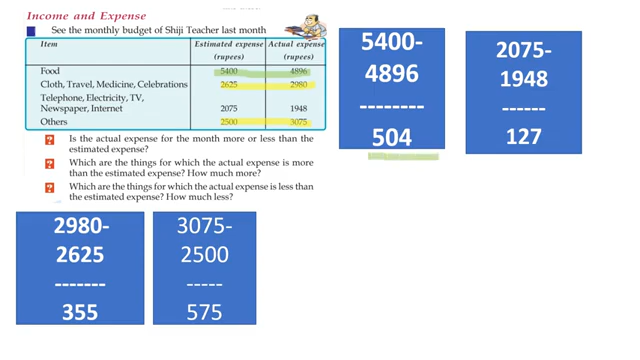 Income and Expense
See the monthly budget of Shiji Teacher last month
Item Estimated expense Actual expense
(rupees) (rupees)
Food 5400 4896
Cloth, Travel, Medicine, Celebrations 2625 2980
Telephone, Electricity, TV,
Newspaper, Internet 2075 1948
Others 2500 3075
? Is the actual expense for the month more or less than the
estimated expense?
? Which are the things for which the actual expense is more
than the estimated expense? How much more?
? Which are the things for which the actual expense is less than
the estimated expense? How much less?
5400-
4896
--------
504
2075-
1948
------
127
2980-
2625
-------
355
3075-
2500
-----
575